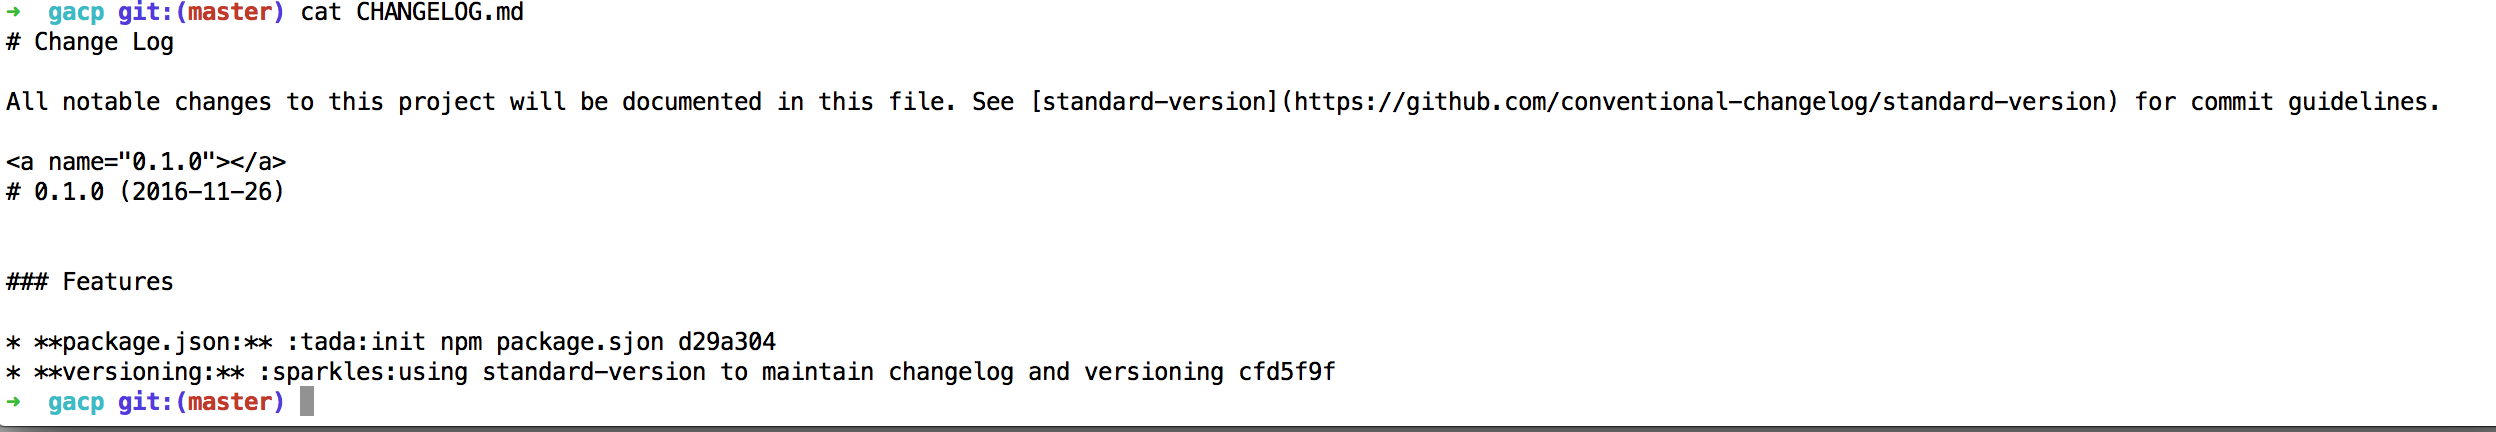 ➜  gacp git:(master) cat CHANGELOG.md
# Change Log
All notable changes to this project will be documented in this file. See [standard-version](https://github.com/conventional-changelog/standard-version) for commit guidelines.
<a name="0.1.0"></a>
# 0.1.0 (2016-11-26)
### Features
* **package.json:** :tada:init npm package.sjon d29a304
* **versioning:** :sparkles:using standard-version to maintain changelog and versioning cfd5f9f
➜  gacp git:(master)